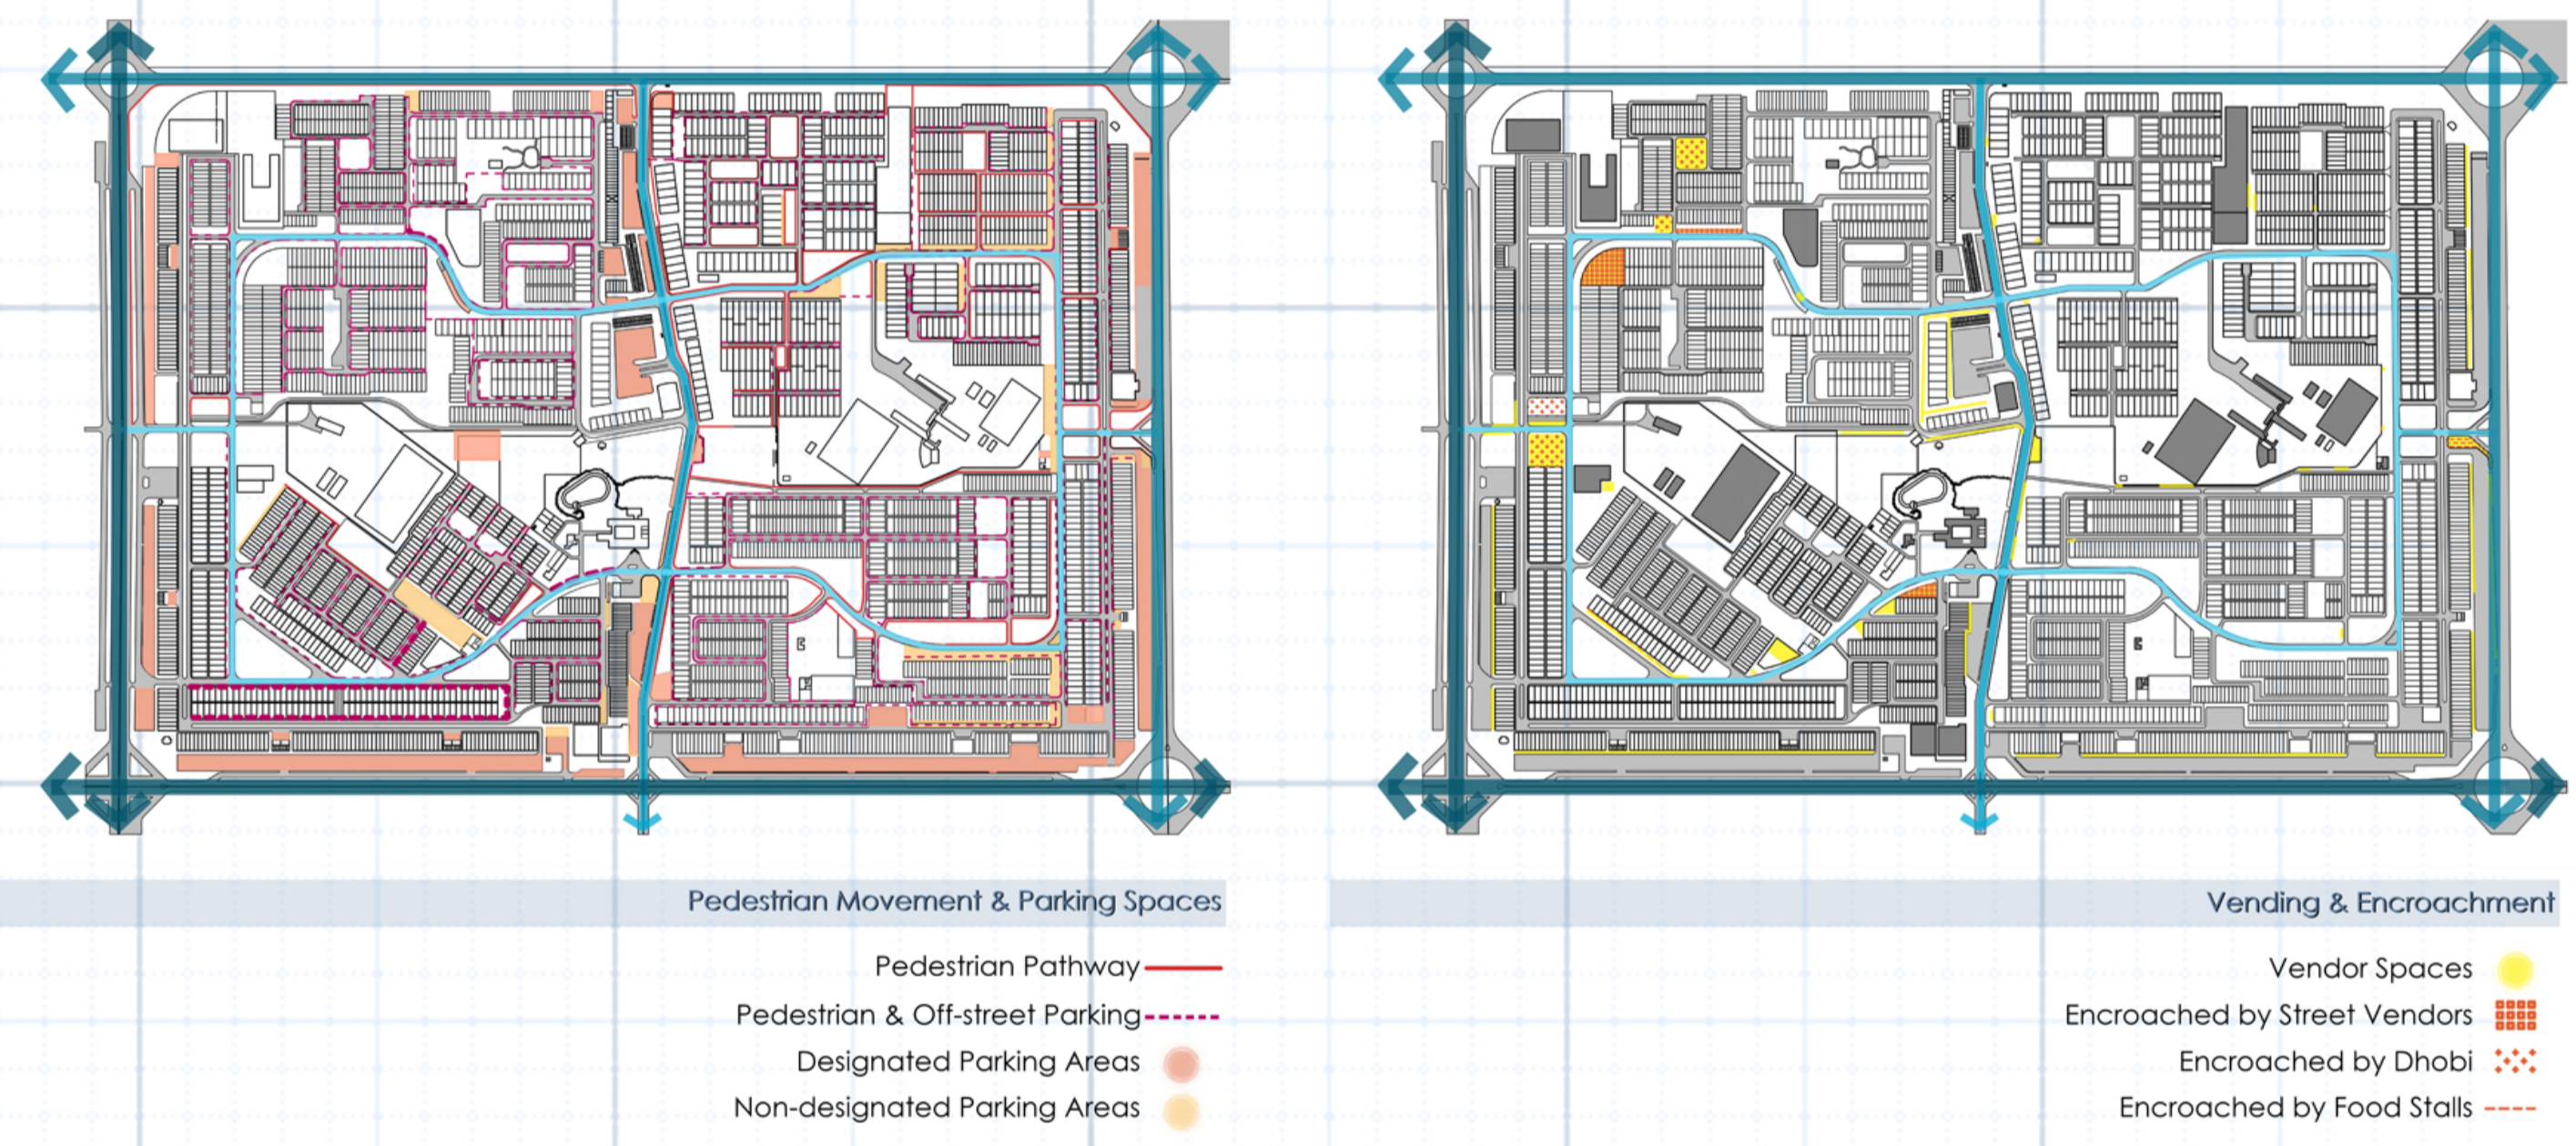 Pedestrian Movement & Parking Spaces
Pedestrian Pathway
Pedestrian & Off-street Parking
Designated Parking Areas
Non-designated Parking Areas
Vending & Encroachment
Vendor Spaces
Encroached by Street Vendors
Encroached by Dhobi
Encroached by Food Stalls